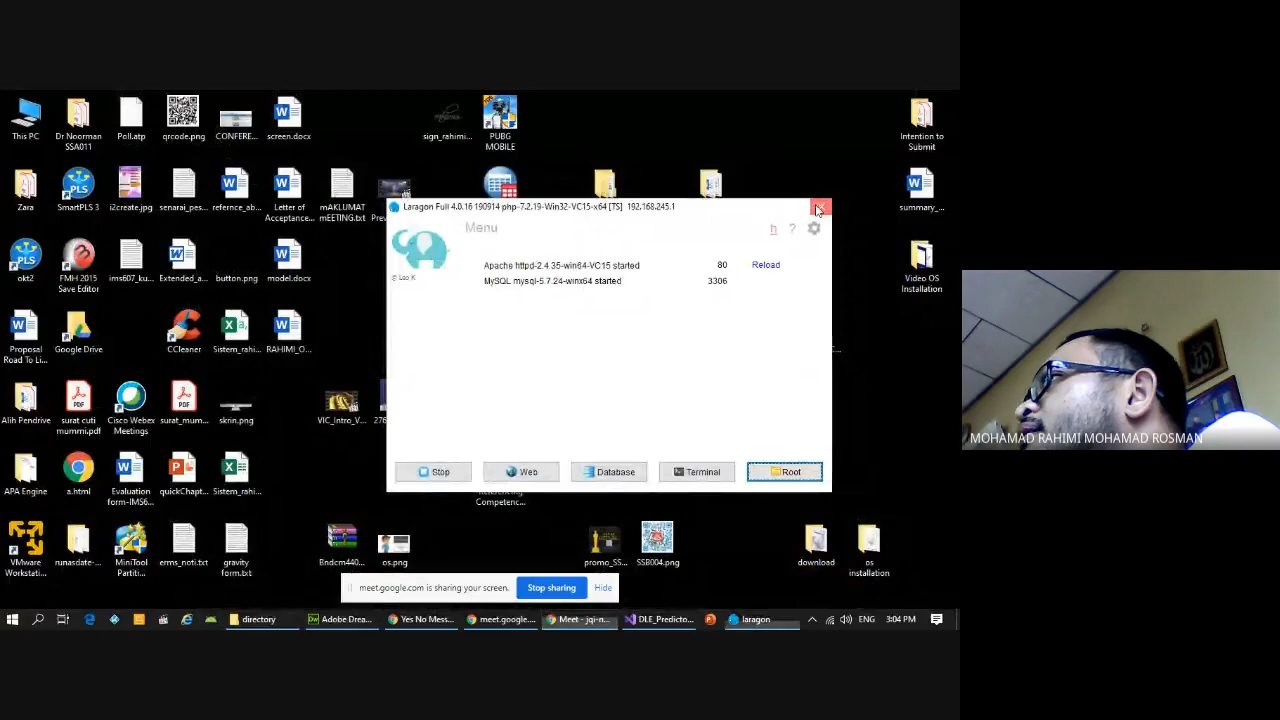 This PC
Dr Norman
SSA011
Poll.atp
qrcode.png
CONFERE...
screen.docx
sign_rahimi...
PUBG
MOBILE
Intention to
Submit
Zara
SmartPLS 3
i2create.jpg
senarai_pes...
refernce_ab...
Letter of
Acceptance...
mAKLUMAT
mEETING.txt
summary_...
Laragon Full 4.0.16 190914 php-7.2.19-Win32-VC15-x64 [TS] 192.168.245.1
Menu
h
?
© Leo K
Apache httpd-2.4.35-win64-VC15 started 80 Reload
MySQL mysql-5.7.24-winx64 started 3306
okt2
FMH 2015
Save Editor
ims607_ku...
Extended_a...
button.png
model.docx
Video OS
Installation
Proposal
Road To Li...
Google Drive
CCleaner
Sistem_rahi...
RAHIMI_O...
Alih Pendrive
surat cuti
mummi.pdf
Cisco Webex
Meetings
surat_mum...
skrin.png
VIC_Intro_V...
Stop
Web
Database
Terminal
Root
APA Engine
a.html
Evaluation
form-IMS6...
quickChapt...
Sistem_rahi...
Referencing
Competenc...
VMware
Workstati...
runasdate-...
MiniTool
Partiti...
erms_noti.txt
gravity
form.txt
Bndcm440...
os.png
promo_SS...
SSB004.png
download
os
installation
meet.google.com is sharing your screen.
Stop sharing
Hide
directory
Adobe Drea...
Yes No Mess...
meet.google....
Meet - jqi-n...
DLE_Predicto...
laragon
ENG
3:04 PM
MOHAMAD RAHIMI MOHAMAD ROSMAN